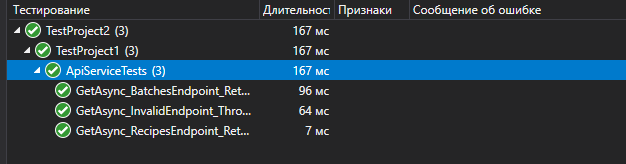 Тестирование Длительност Признаки Сообщение об ошибке
TestProject2 (3) 167 мс
TestProject1 (3) 167 мс
ApiServiceTests (3) 167 мс
GetAsync_BatchesEndpoint_Ret... 96 мс
GetAsync_InvalidEndpoint_Thro... 64 мс
GetAsync_RecipesEndpoint_Ret... 7 мс